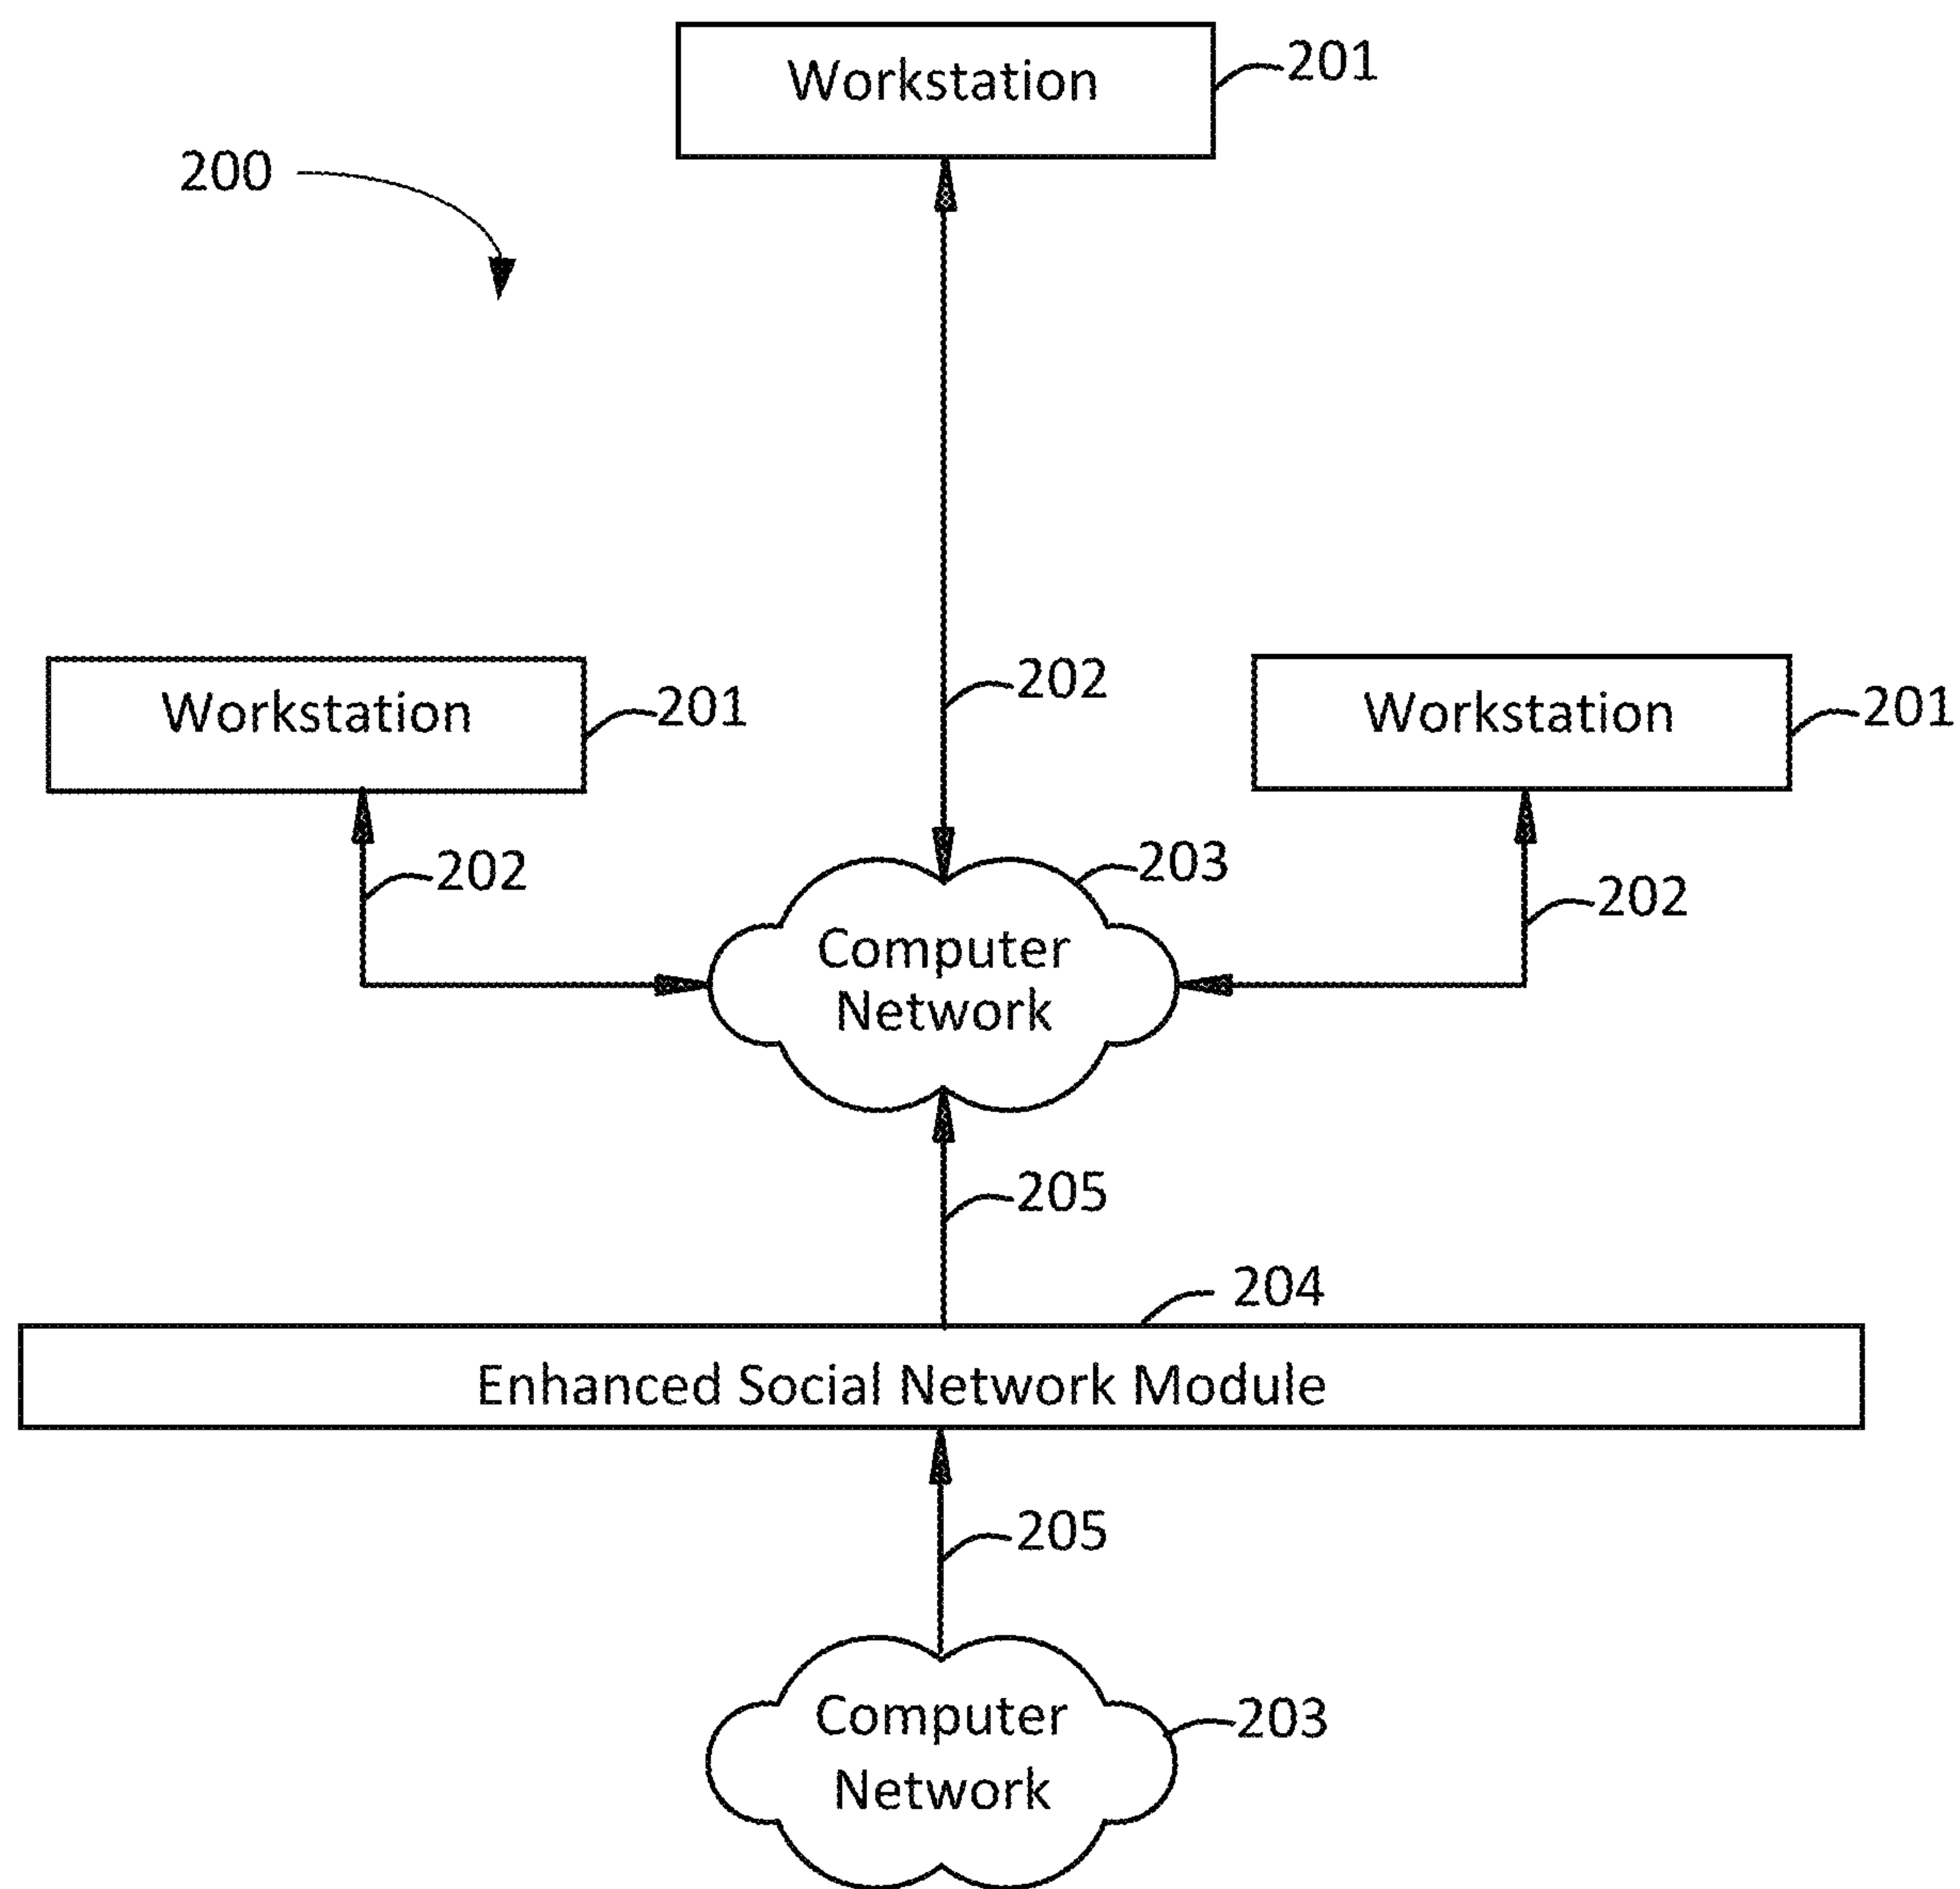 Workstation
201
200
202
Workstation
201
Workstation
201
202
203
202
Computer
Network
205
204
Enhanced Social Network Module
205
Computer
203
Network